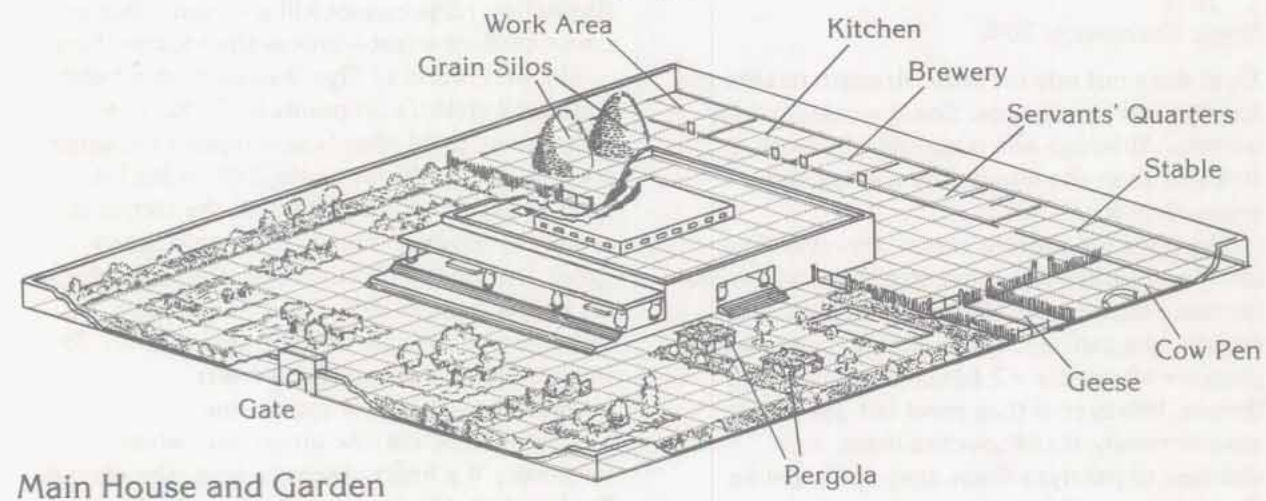 Work Area
Kitchen
Grain Silos
Brewery
Servants' Quarters
Stable
Cow Pen
Geese
Gate
Pergola
Main House and Garden